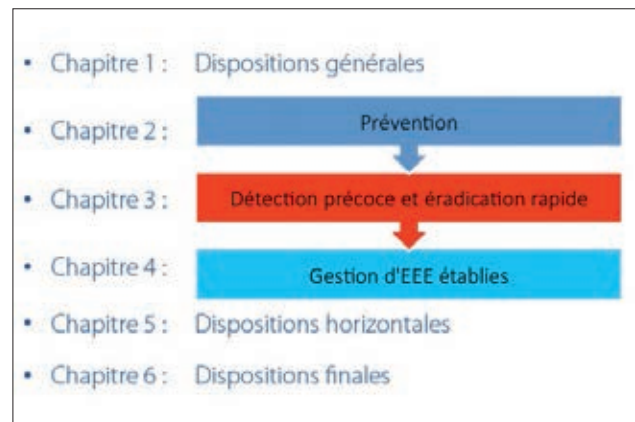 • Chapitre 1 : Dispositions générales
• Chapitre 2 : Prévention
• Chapitre 3 : Détection précoce et éradication rapide
• Chapitre 4 : Gestion d'EEE établies
• Chapitre 5 : Dispositions horizontales
• Chapitre 6 : Dispositions finales